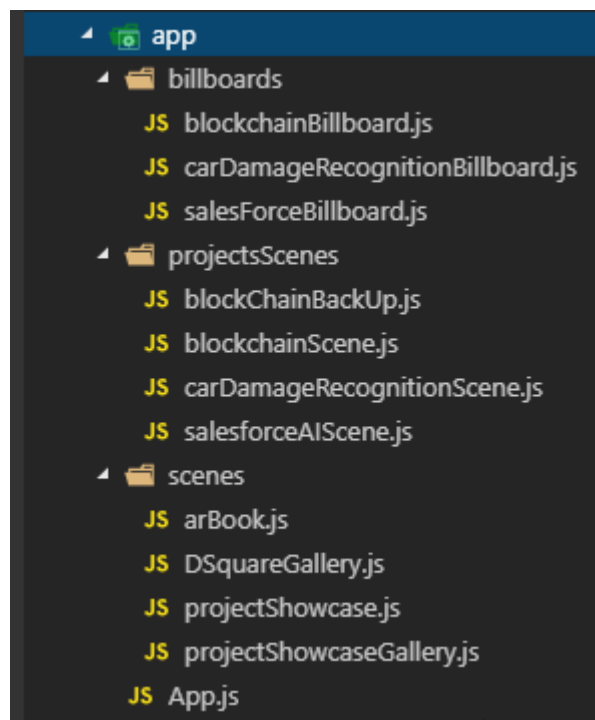 app
billboards
JS blockchainBillboard.js
JS carDamageRecognitionBillboard.js
JS salesForceBillboard.js
projectsScenes
JS blockChainBackUp.js
JS blockchainScene.js
JS carDamageRecognitionScene.js
JS salesforceAIScene.js
scenes
JS arBook.js
JS DSquareGallery.js
JS projectShowcase.js
JS projectShowcaseGallery.js
JS App.js